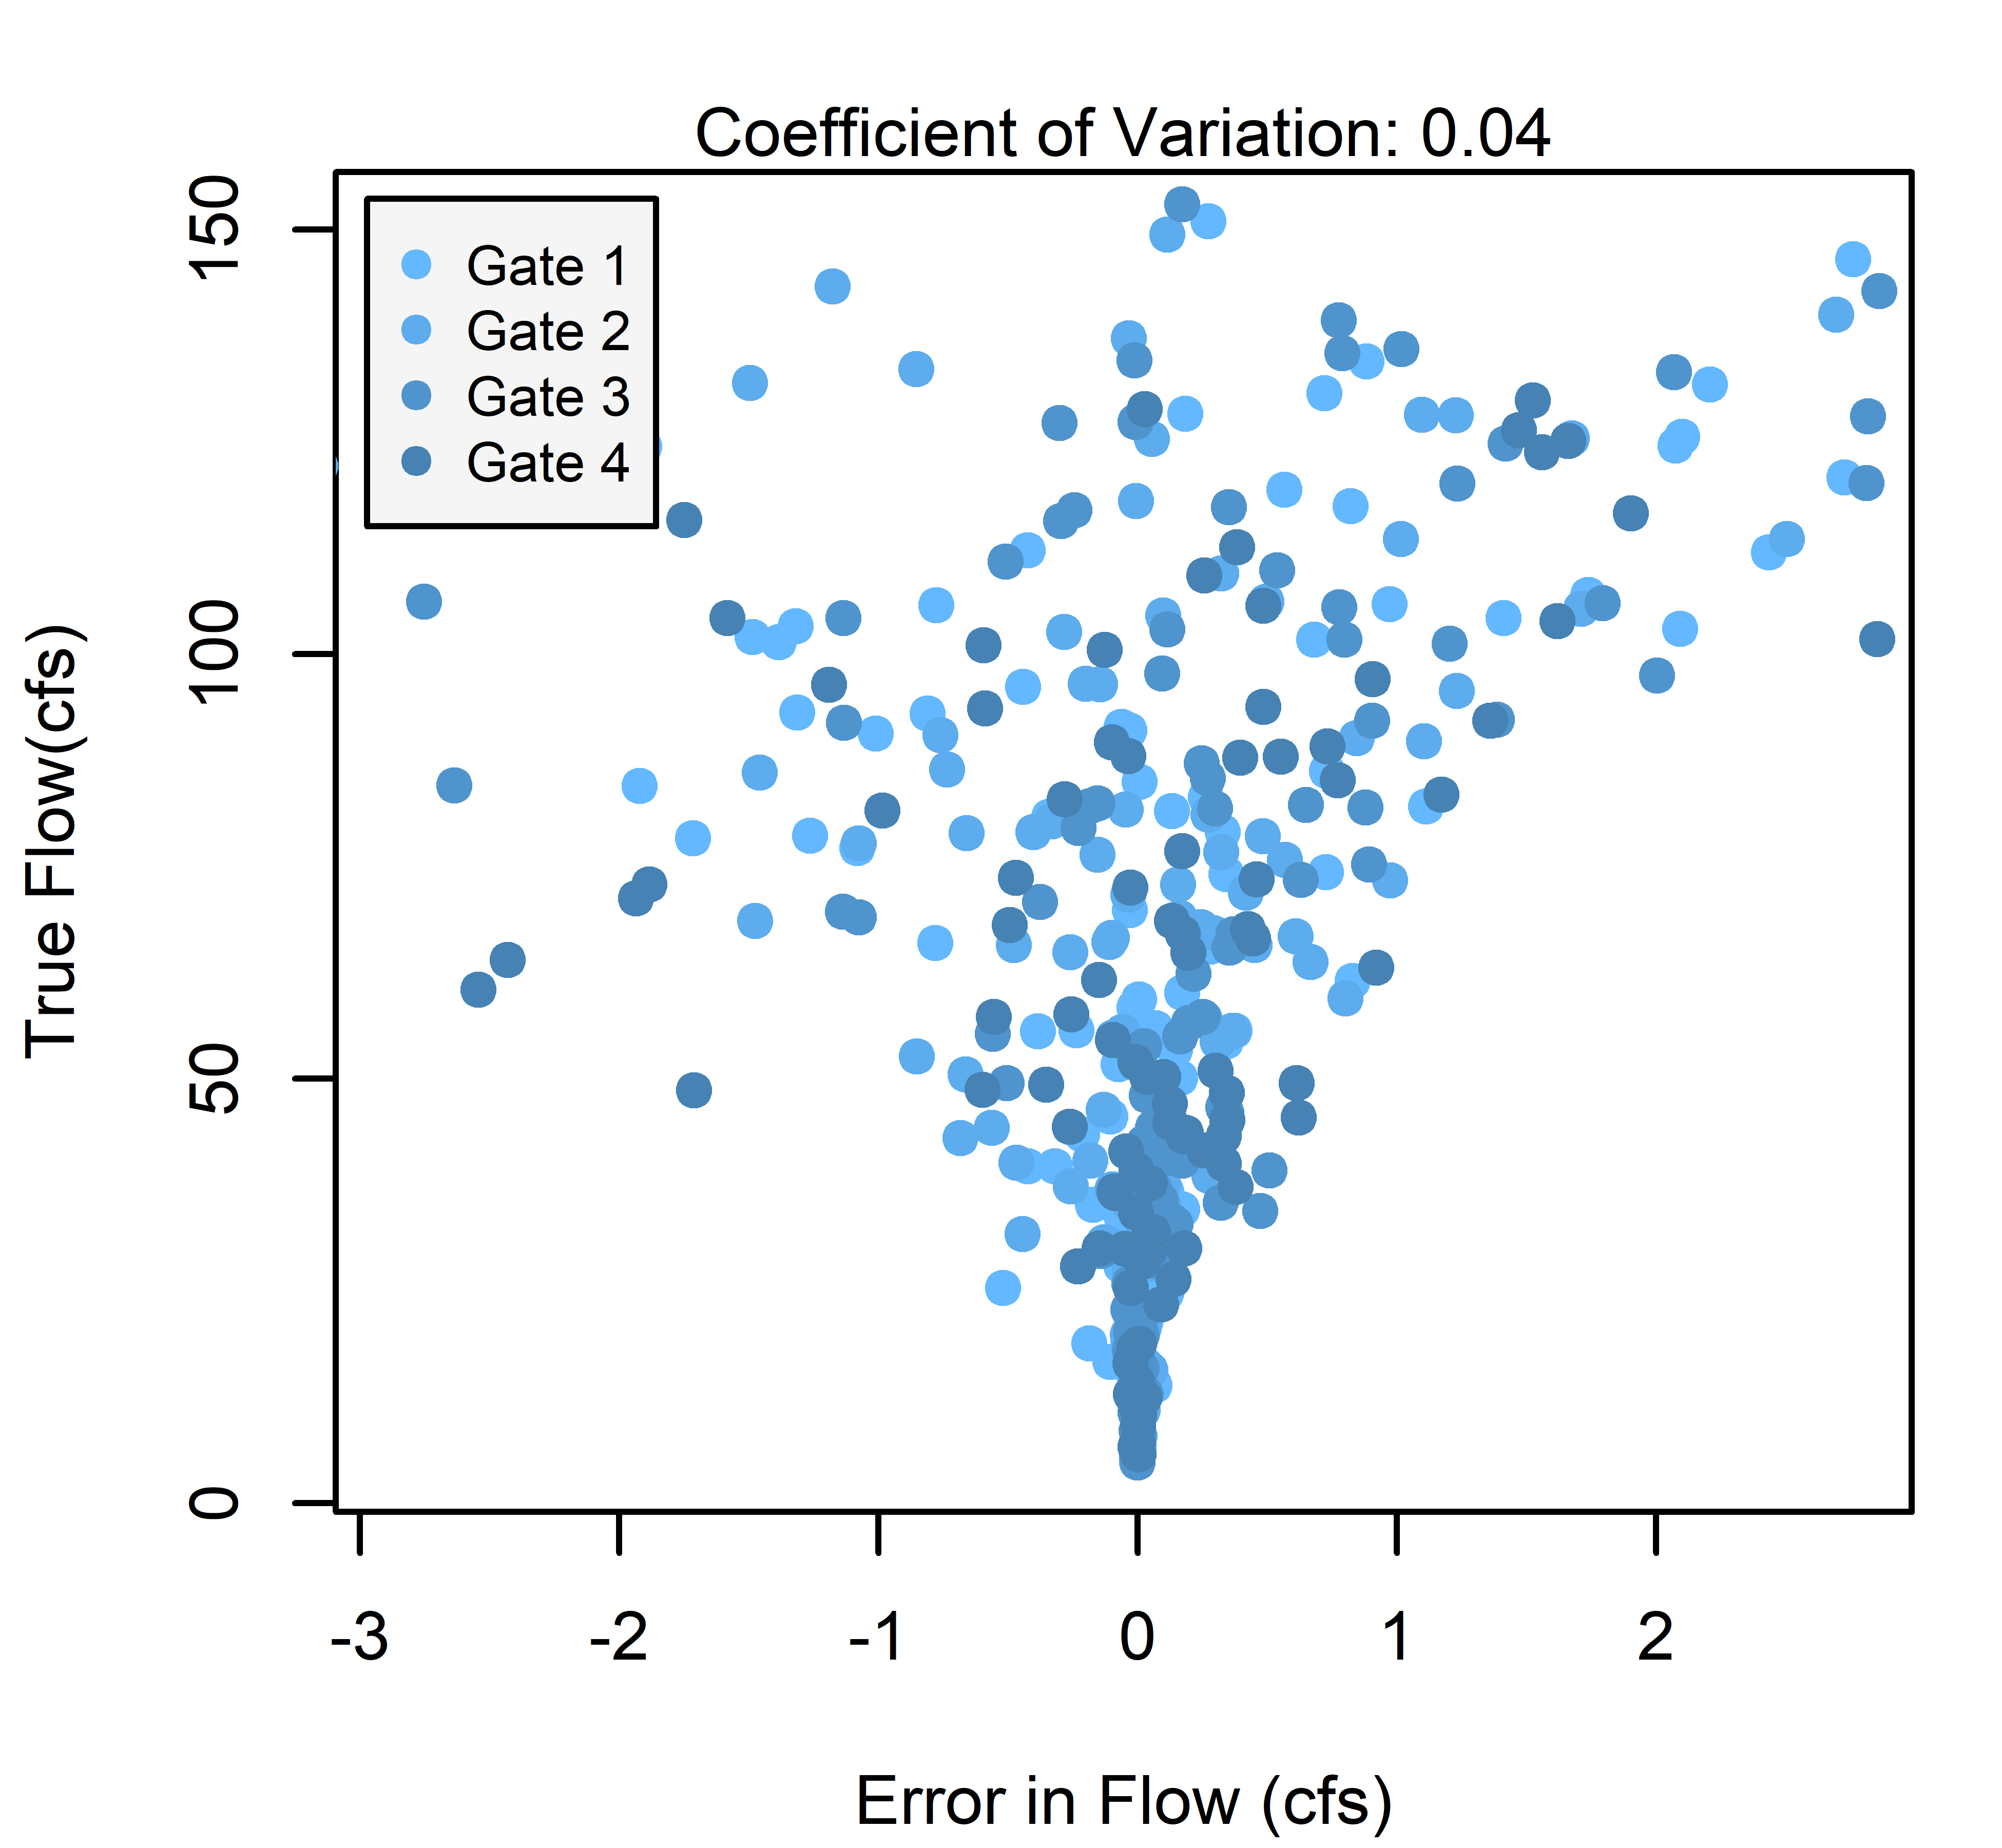 Coefficient of Variation: 0.04
Gate 1
Gate 2
Gate 3
Gate 4
True Flow(cfs)
150
100
50
0
-3 -2 -1 0 1 2
Error in Flow (cfs)